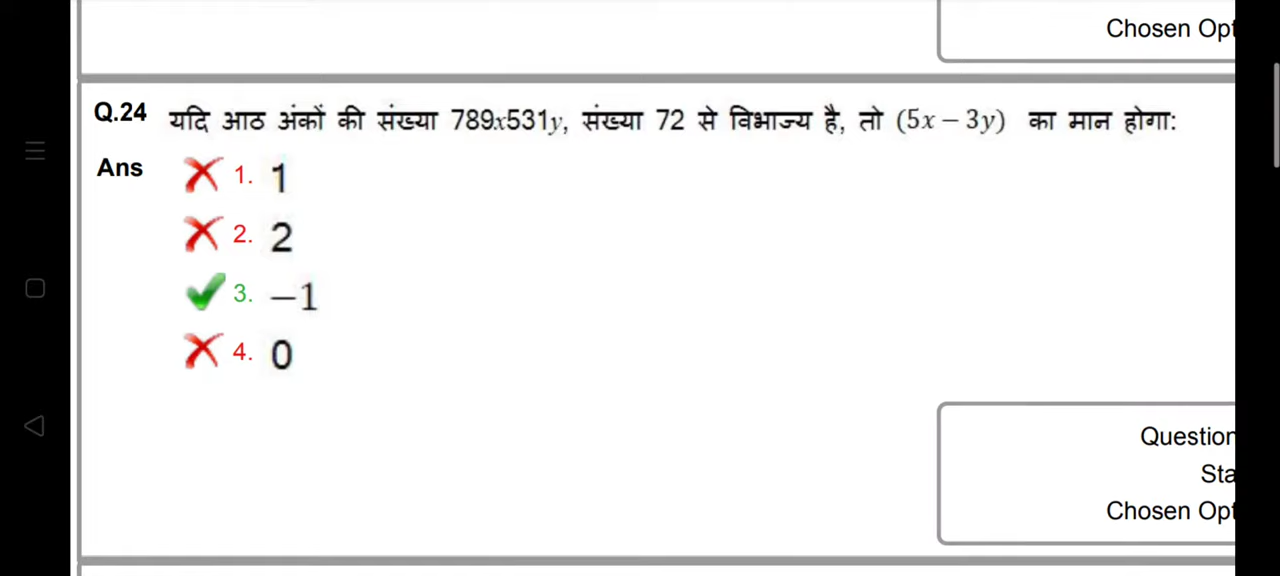 Chosen Opt
Q.24 यदि आठ अंकों की संख्या 789x531y, संख्या 72 से विभाज्य है, तो (5x – 3y) का मान होगा:
Ans
1. 1
2. 2
3. –1
4. 0
Question
Sta
Chosen Opt